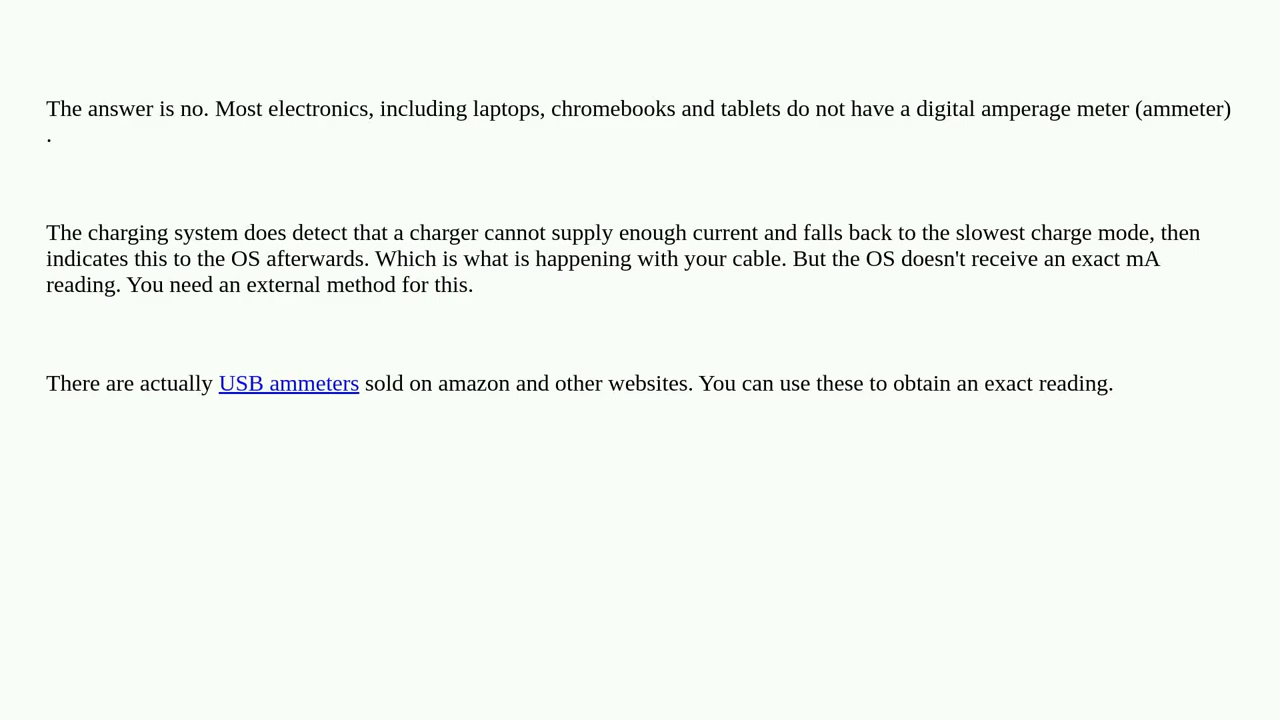 The answer is no. Most electronics, including laptops, chromebooks and tablets do not have a digital amperage meter (ammeter)
.
The charging system does detect that a charger cannot supply enough current and falls back to the slowest charge mode, then
indicates this to the OS afterwards. Which is what is happening with your cable. But the OS doesn't receive an exact mA
reading. You need an external method for this.
There are actually USB ammeters sold on amazon and other websites. You can use these to obtain an exact reading.